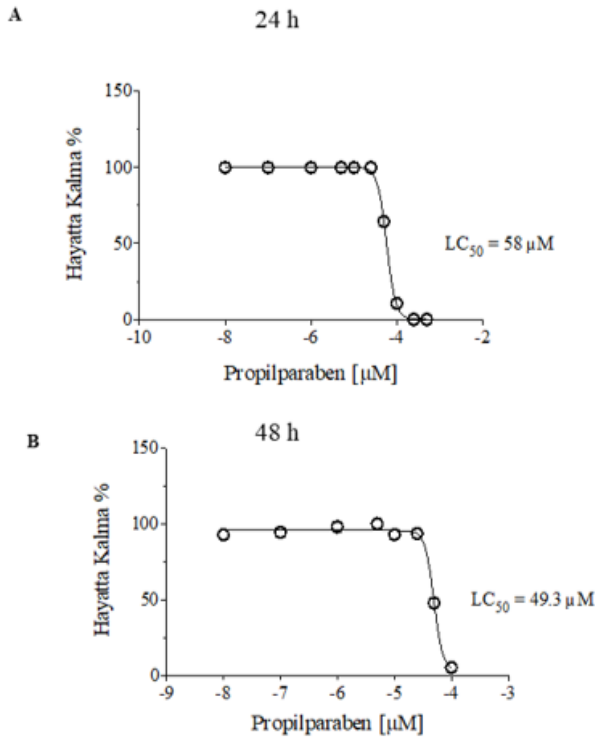 A
24 h
150
100
50
0
Hayatta Kalma %
-10
-8
-6
-4
-2
Propilparaben [µM]
LC50 = 58 µM
B
48 h
150
100
50
0
Hayatta Kalma %
-9
-8
-7
-6
-5
-4
-3
Propilparaben [µM]
LC50 = 49.3 µM